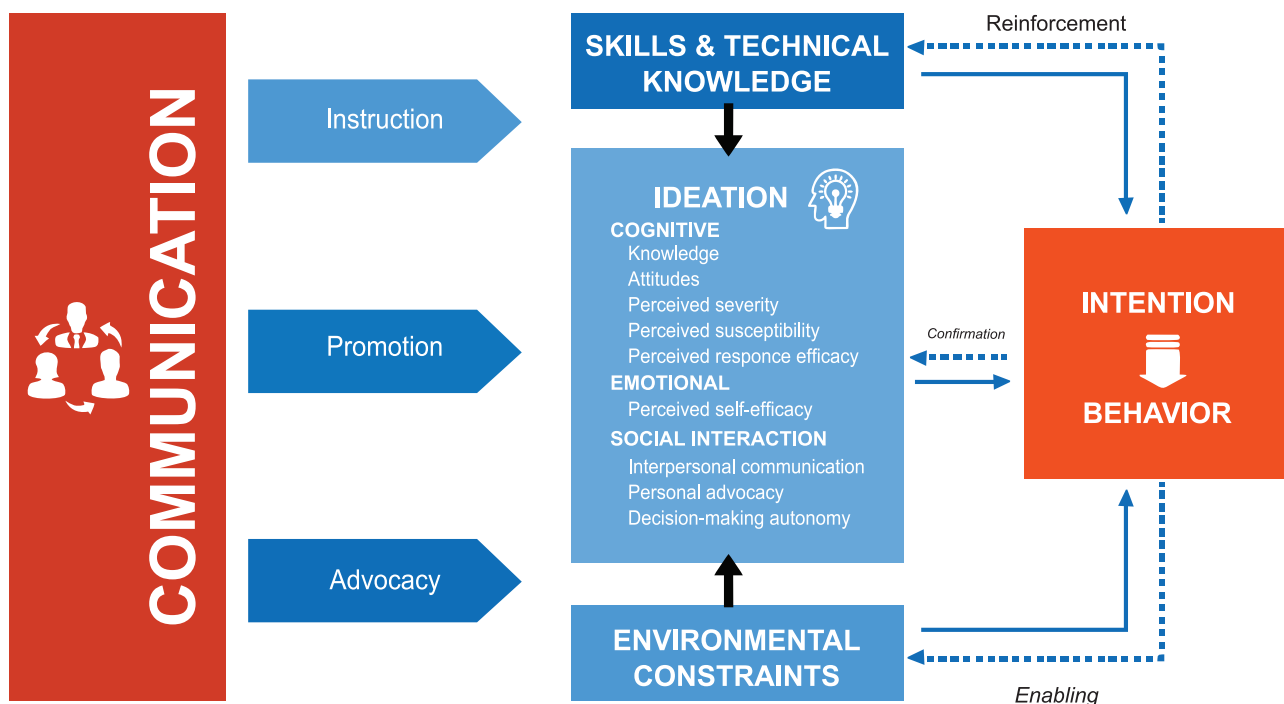 COMMUNICATION
Instruction
Promotion
Advocacy
SKILLS & TECHNICAL
KNOWLEDGE
IDEATION
COGNITIVE
Knowledge
Attitudes
Perceived severity
Perceived susceptibility
Perceived responce efficacy
EMOTIONAL
Perceived self-efficacy
SOCIAL INTERACTION
Interpersonal communication
Personal advocacy
Decision-making autonomy
ENVIRONMENTAL
CONSTRAINTS
Reinforcement
Confirmation
INTENTION
BEHAVIOR
Enabling